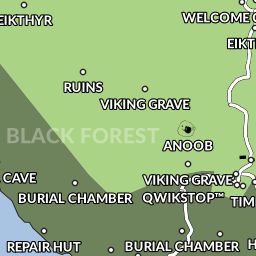 WELCOME
EIKTHYR
EIKT
RUINS
VIKING GRAVE
BLACK FOREST
ANOOB
CAVE
VIKING GRAVE
BURIAL CHAMBER
QWIKSTOP™
TIM
REPAIR HUT
BURIAL CHAMBER
H